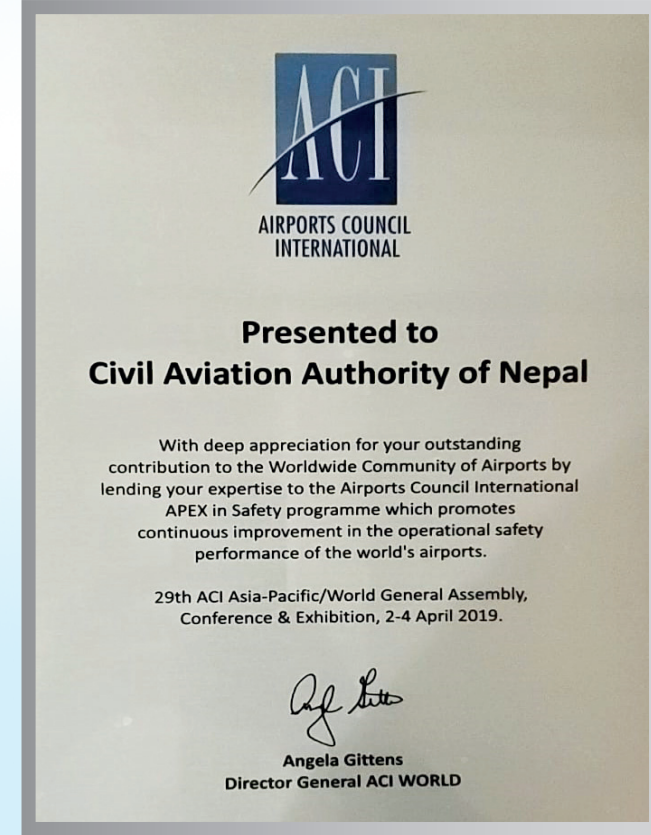 ACI
AIRPORTS COUNCIL
INTERNATIONAL
Presented to
Civil Aviation Authority of Nepal
With deep appreciation for your outstanding
contribution to the Worldwide Community of Airports by
lending your expertise to the Airports Council International
APEX in Safety programme which promotes
continuous improvement in the operational safety
performance of the world's airports.
29th ACI Asia-Pacific/World General Assembly,
Conference & Exhibition, 2-4 April 2019.
Angela Gittens
Director General ACI WORLD